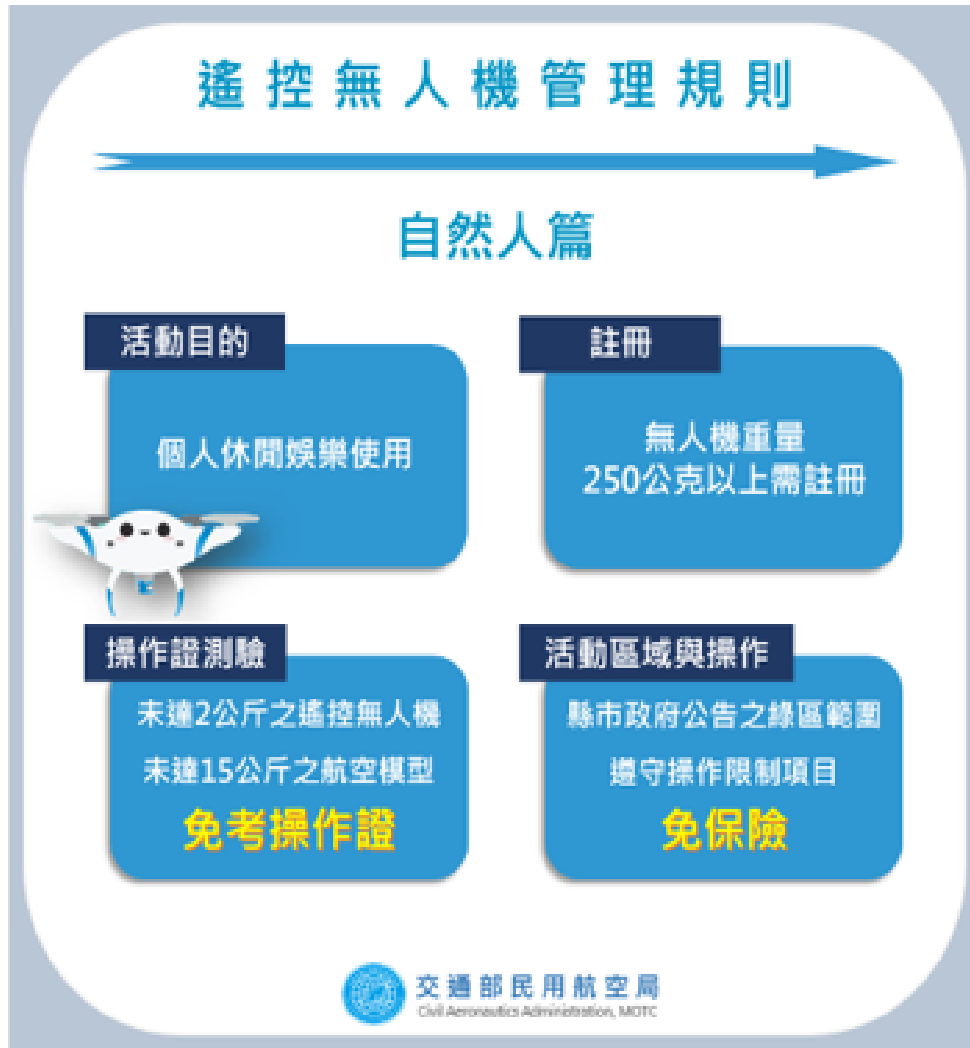 遙控無人機管理規則
自然人篇
活動目的
個人休閒娛樂使用
註冊
無人機重量
250公克以上需註冊
操作證測驗
未達2公斤之遙控無人機
未達15公斤之航空模型
免考操作證
活動區域與操作
縣市政府公告之綠區範圍
遵守操作限制項目
免保險
交通部民用航空局
Civil Aeronautics Administration, MOTC